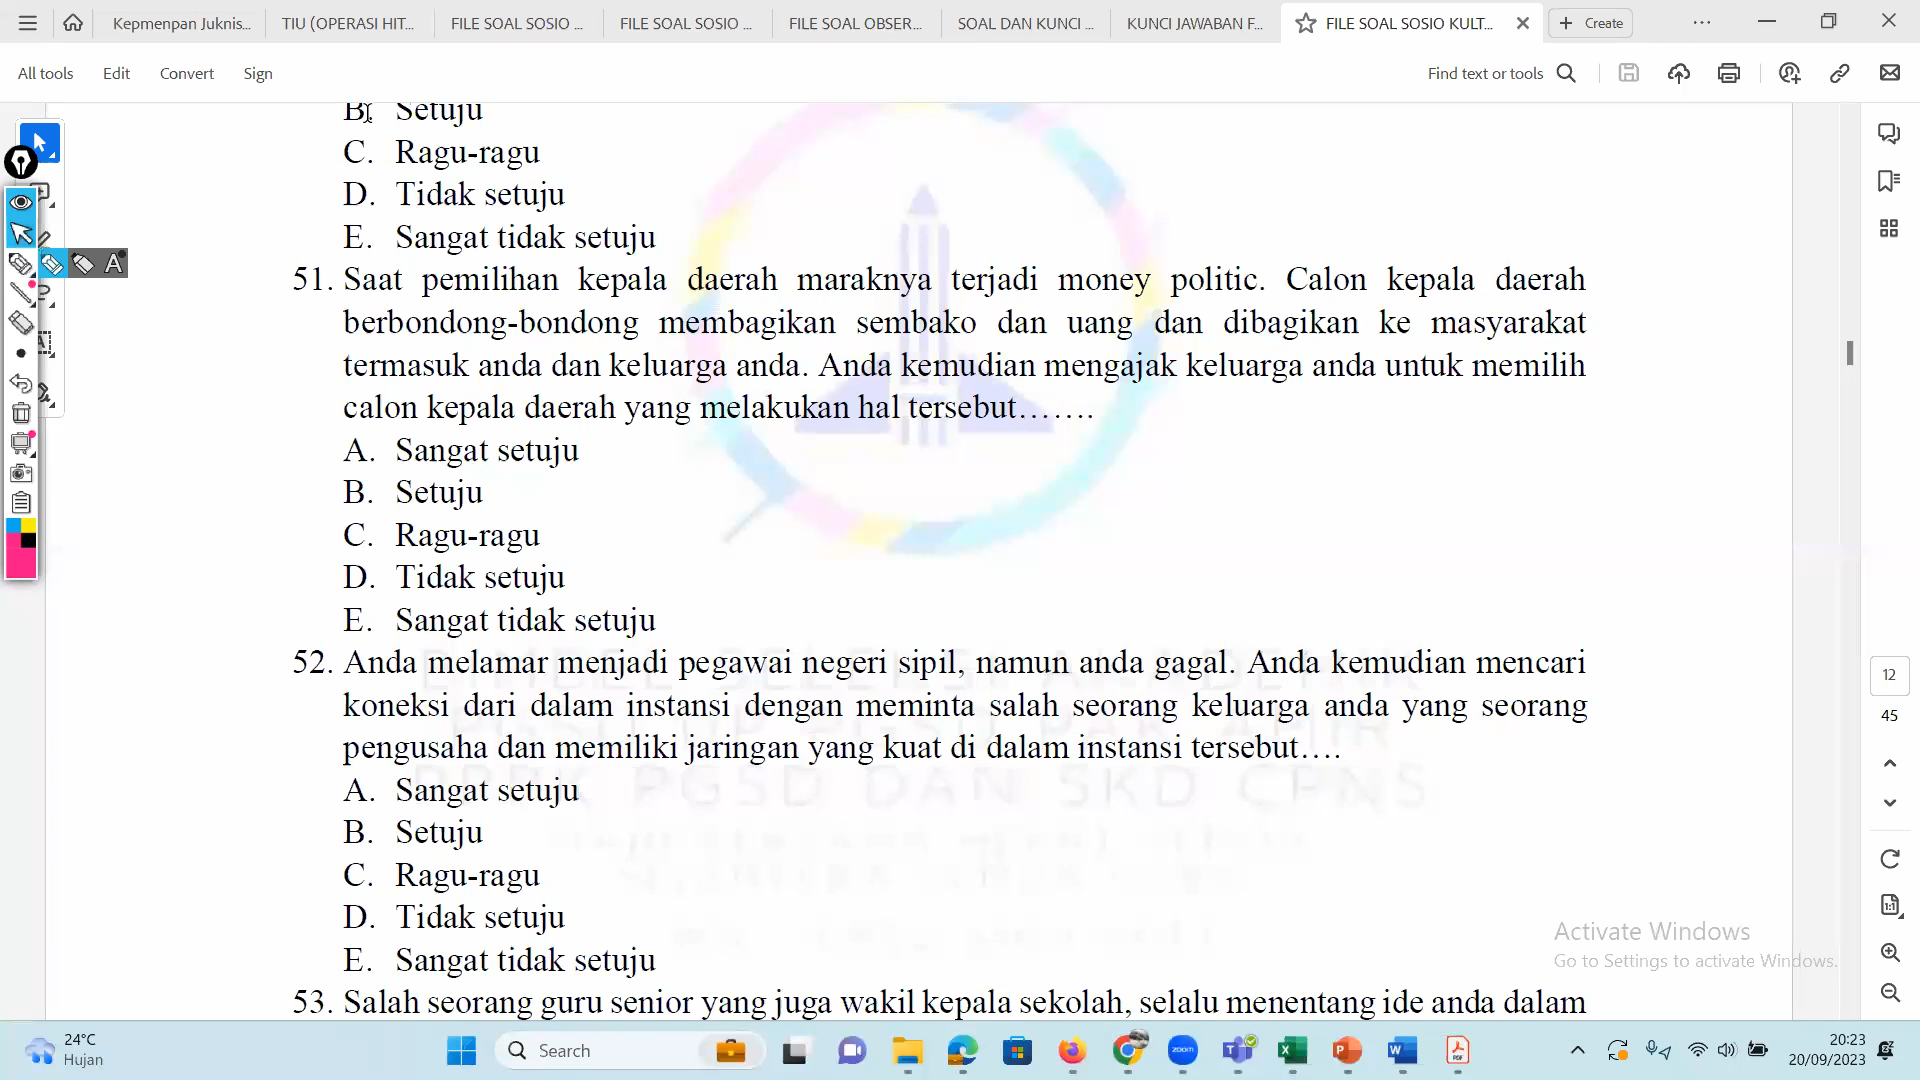 Kepmenpan Juknis...
TIU (OPERASI HIT...
FILE SOAL SOSIO ...
FILE SOAL SOSIO ...
FILE SOAL OBSER...
SOAL DAN KUNCI ...
KUNCI JAWABAN F...
FILE SOAL SOSIO KULT...
Create
All tools Edit Convert Sign
Find text or tools
B. Setuju
C. Ragu-ragu
D. Tidak setuju
E. Sangat tidak setuju
51. Saat pemilihan kepala daerah maraknya terjadi money politic. Calon kepala daerah
berbondong-bondong membagikan sembako dan uang dan dibagikan ke masyarakat
termasuk anda dan keluarga anda. Anda kemudian mengajak keluarga anda untuk memilih
calon kepala daerah yang melakukan hal tersebut…….
A. Sangat setuju
B. Setuju
C. Ragu-ragu
D. Tidak setuju
E. Sangat tidak setuju
52. Anda melamar menjadi pegawai negeri sipil, namun anda gagal. Anda kemudian mencari
koneksi dari dalam instansi dengan meminta salah seorang keluarga anda yang seorang
pengusaha dan memiliki jaringan yang kuat di dalam instansi tersebut….
A. Sangat setuju
B. Setuju
C. Ragu-ragu
D. Tidak setuju
E. Sangat tidak setuju
53. Salah seorang guru senior yang juga wakil kepala sekolah, selalu menentang ide anda dalam
12
45
Activate Windows
Go to Settings to activate Windows.
24°C
Hujan
Search
20:23
20/09/2023